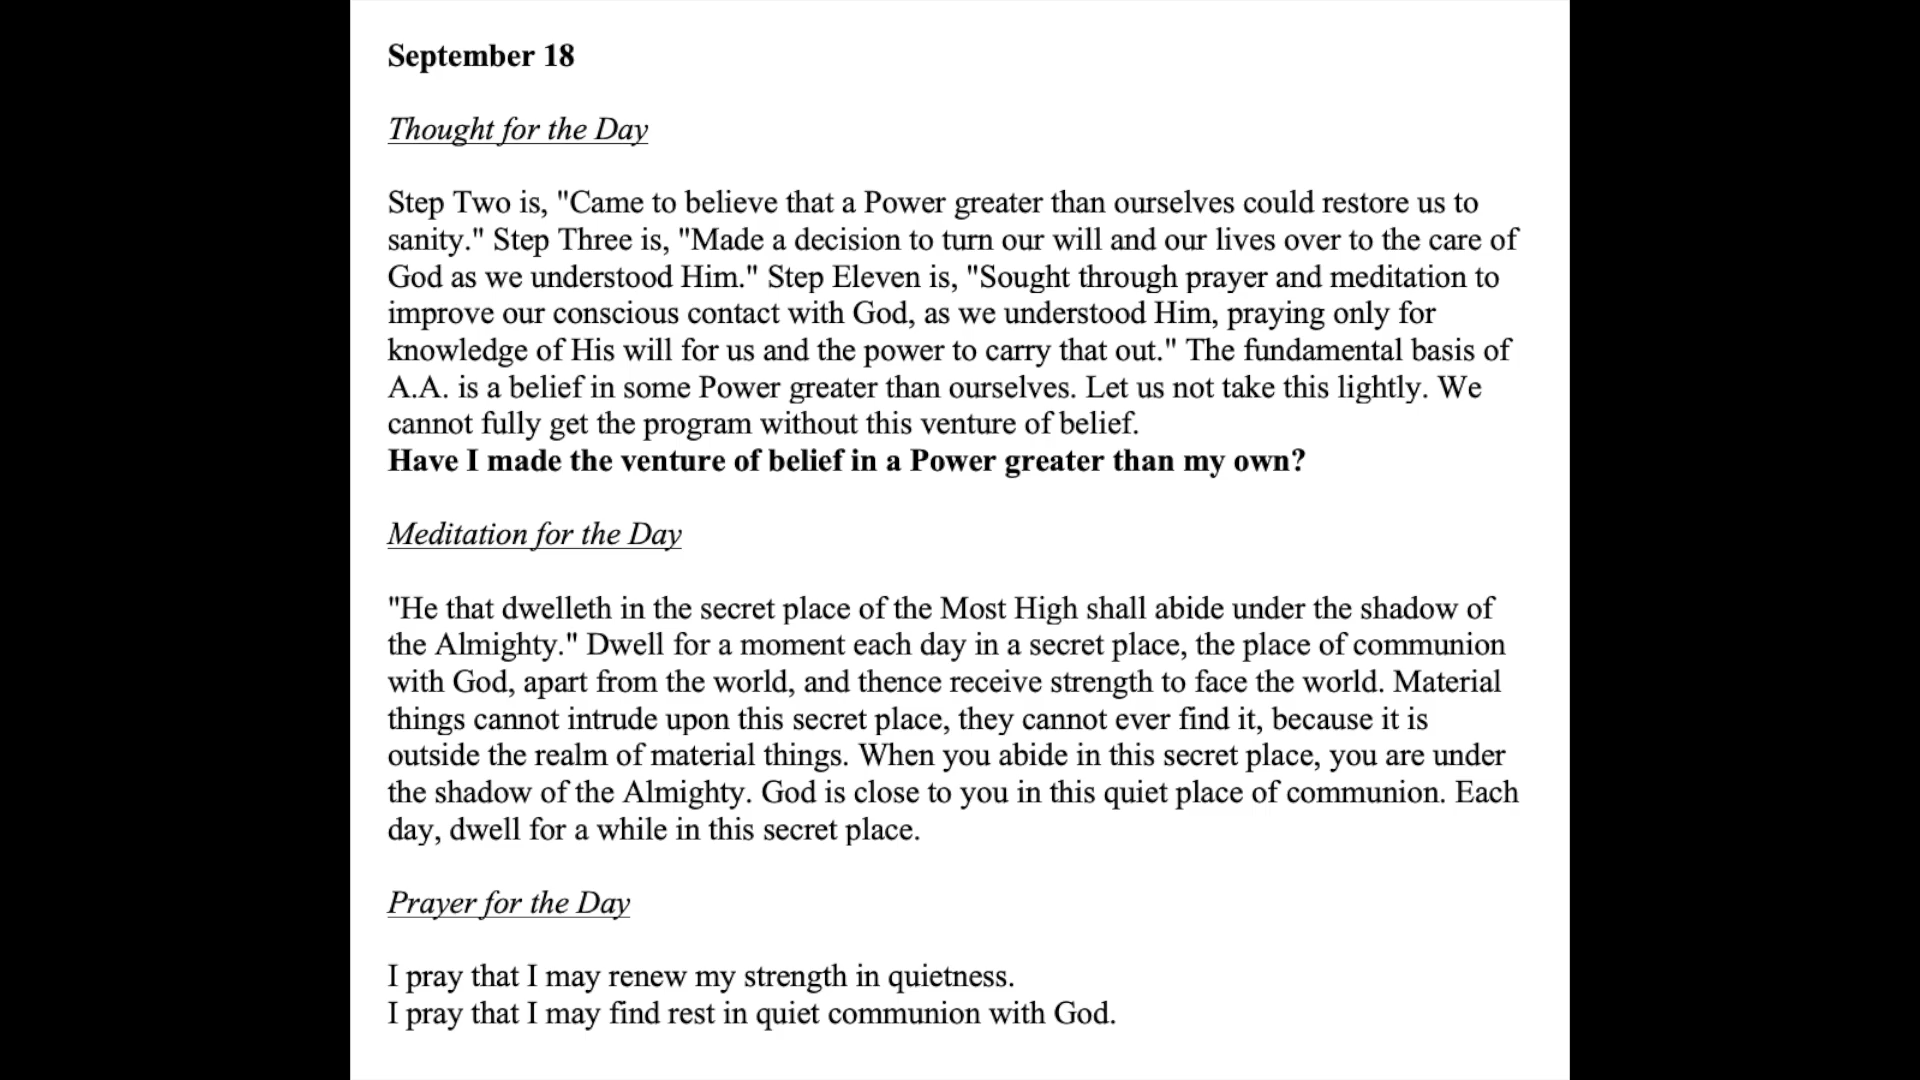 September 18
Thought for the Day
Step Two is, "Came to believe that a Power greater than ourselves could restore us to
sanity." Step Three is, "Made a decision to turn our will and our lives over to the care of
God as we understood Him." Step Eleven is, "Sought through prayer and meditation to
improve our conscious contact with God, as we understood Him, praying only for
knowledge of His will for us and the power to carry that out." The fundamental basis of
A.A. is a belief in some Power greater than ourselves. Let us not take this lightly. We
cannot fully get the program without this venture of belief.
Have I made the venture of belief in a Power greater than my own?
Meditation for the Day
"He that dwelleth in the secret place of the Most High shall abide under the shadow of
the Almighty." Dwell for a moment each day in a secret place, the place of communion
with God, apart from the world, and thence receive strength to face the world. Material
things cannot intrude upon this secret place, they cannot ever find it, because it is
outside the realm of material things. When you abide in this secret place, you are under
the shadow of the Almighty. God is close to you in this quiet place of communion. Each
day, dwell for a while in this secret place.
Prayer for the Day
I pray that I may renew my strength in quietness.
I pray that I may find rest in quiet communion with God.